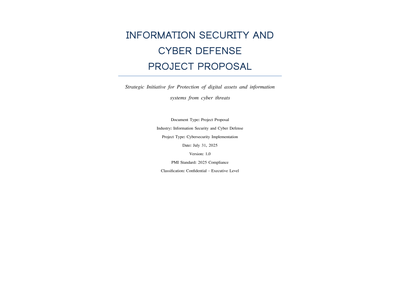 INFORMATION SECURITY AND
CYBER DEFENSE
PROJECT PROPOSAL
Strategic Initiative for Protection of digital assets and information
systems from cyber threats
Document Type: Project Proposal
Industry: Information Security and Cyber Defense
Project Type: Cybersecurity Implementation
Date: July 31, 2025
Version: 1.0
PMI Standard: 2025 Compliance
Classification: Confidential - Executive Level